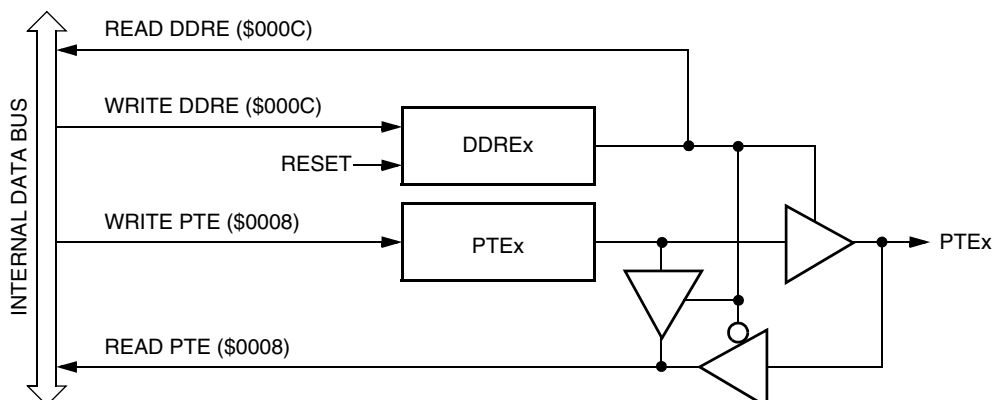 READ DDRE ($000C)
WRITE DDRE ($000C)
DDREx
RESET
INTERNAL DATA BUS
WRITE PTE ($0008)
PTEx
PTEx
READ PTE ($0008)